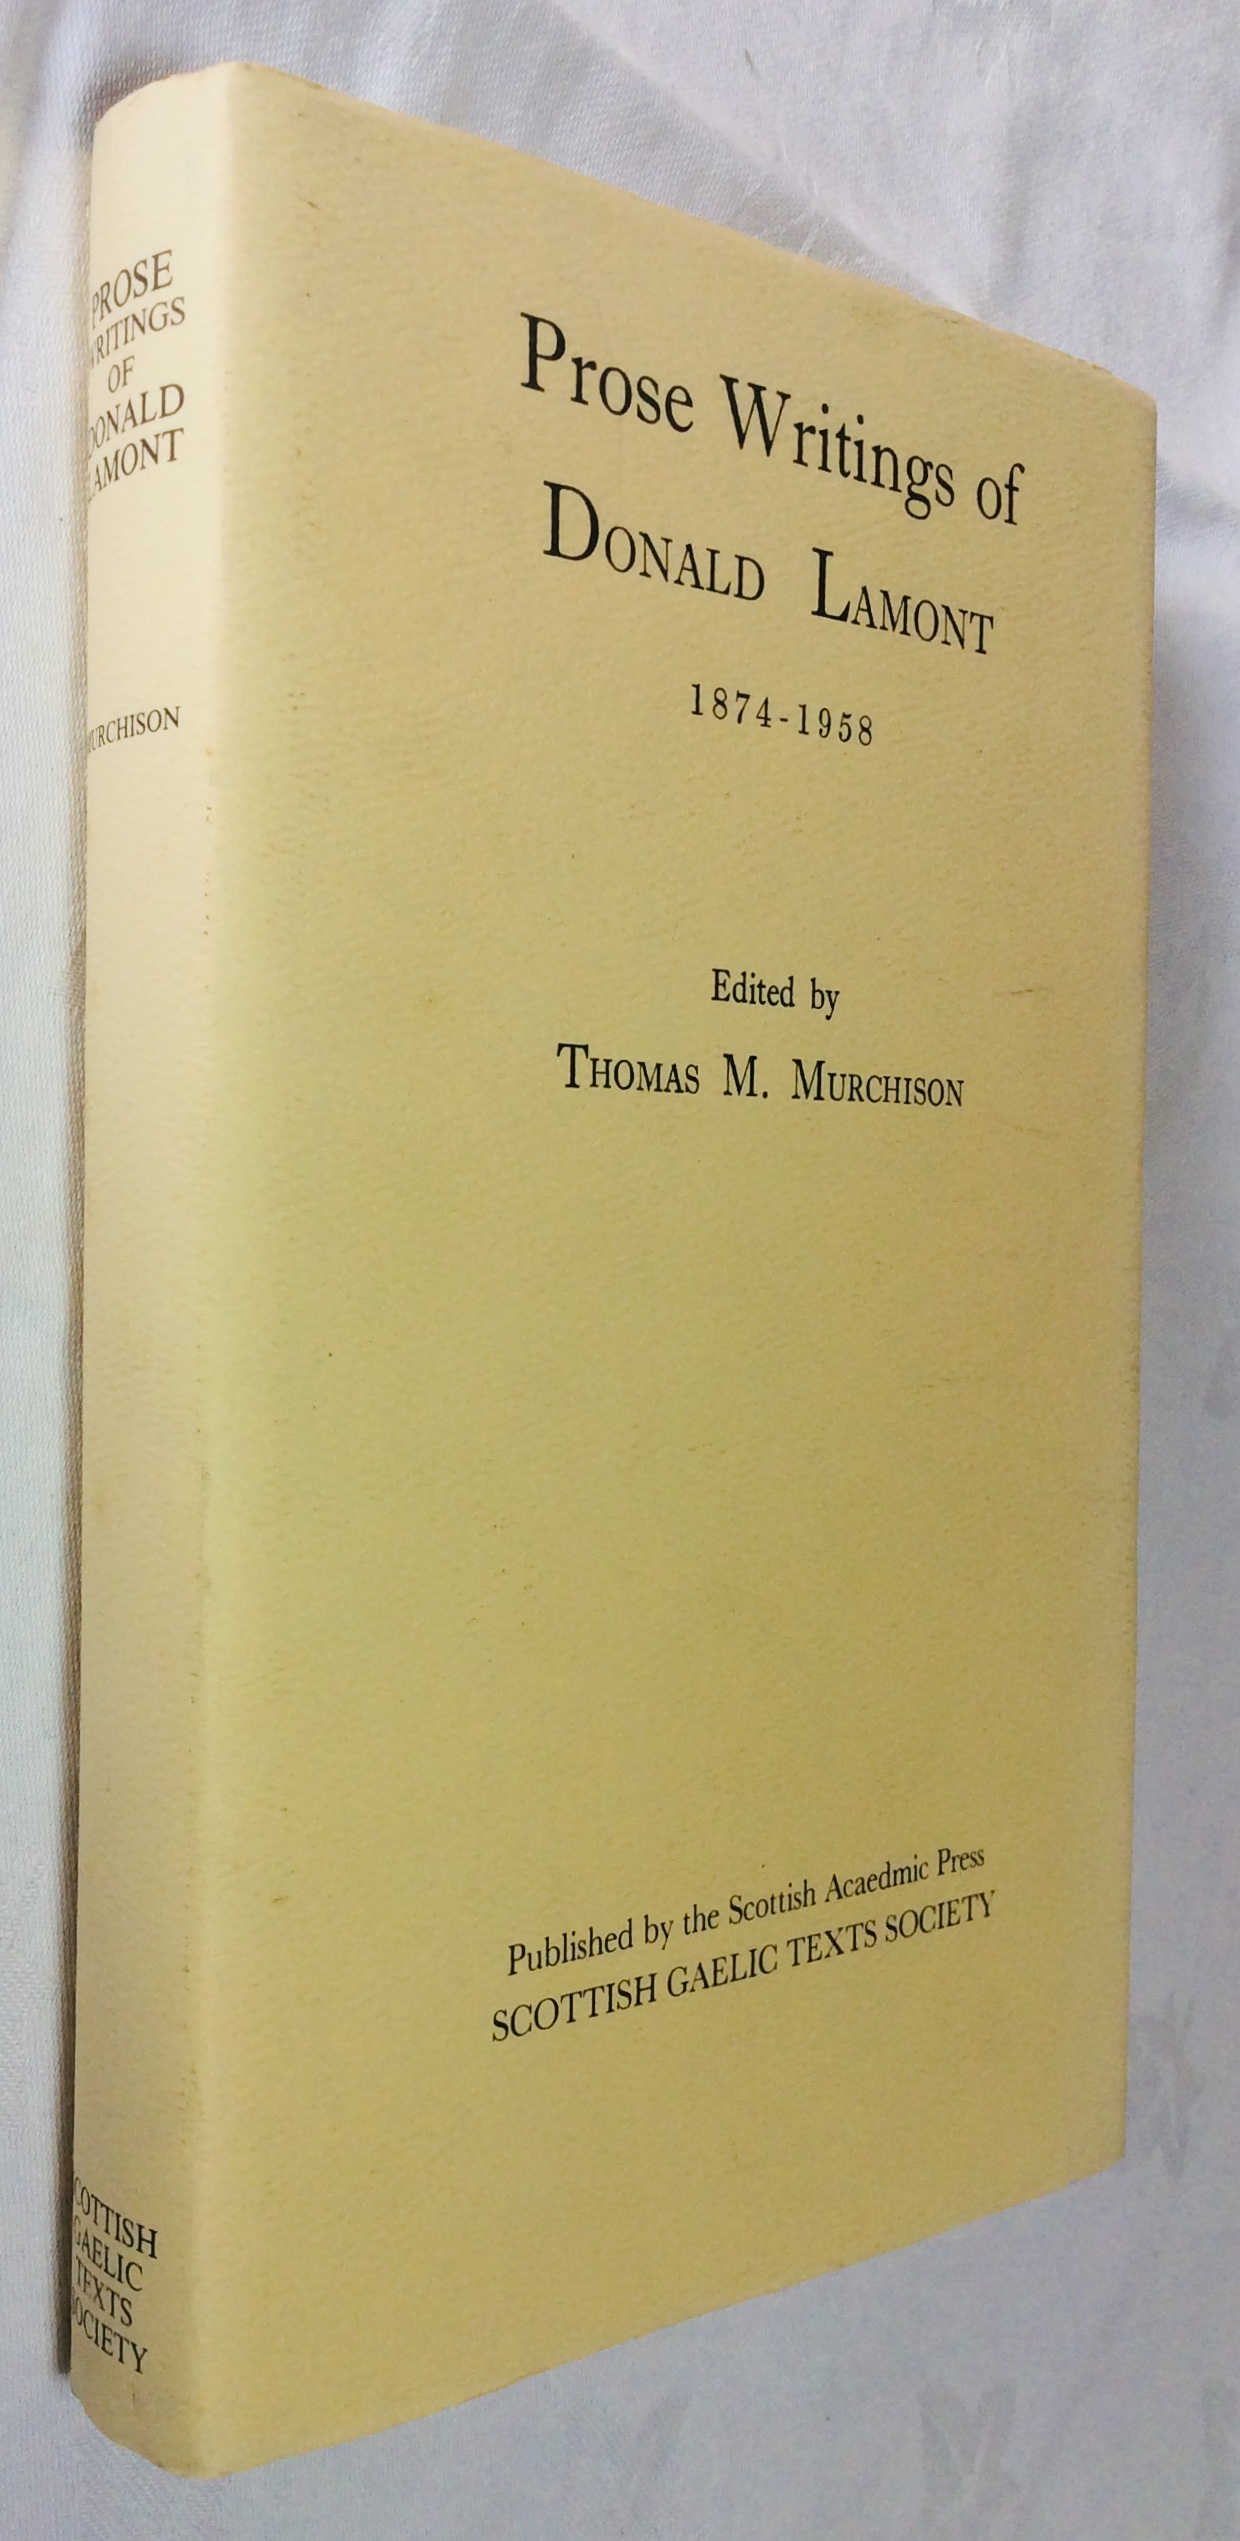 PROSE
WRITINGS
OF
DONALD
LAMONT
MURCHISON
SCOTTISH
GAELIC
TEXTS
SOCIETY
Prose Writings of
DONALD LAMONT
1874-1958
Edited by
THOMAS M. MURCHISON
Published by the Scottish Acaedmic Press
SCOTTISH GAELIC TEXTS SOCIETY